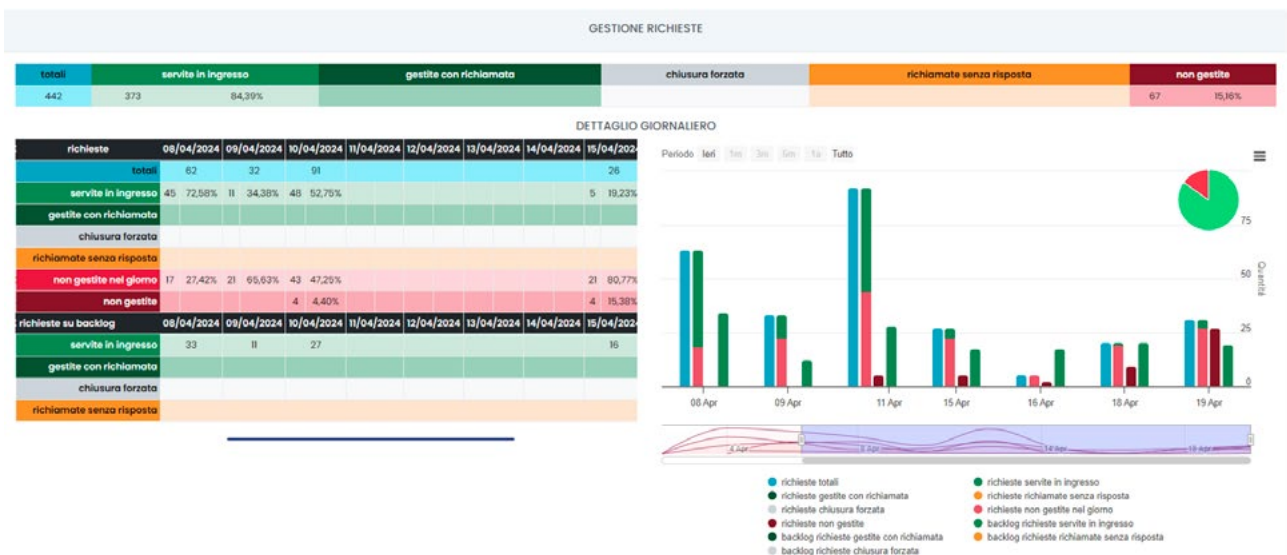 GESTIONE RICHIESTE
totali servite in ingresso gestite con richiamata chiusura forzata richiamate senza risposta non gestite
442 373 84,39% 67 15,16%
DETTAGLIO GIORNALIERO
richieste 08/04/2024 09/04/2024 10/04/2024 11/04/2024 12/04/2024 13/04/2024 14/04/2024 15/04/202
totali 62 32 91 26
servite in ingresso 45 72,58% 11 34,38% 48 52,75% 5 19,23%
gestite con richiamata
chiusura forzata
richiamate senza risposta
non gestite nel giorno 17 27,42% 21 65,63% 43 47,25% 21 80,77%
non gestite 4 4,40% 4 15,38%
richieste su backlog 08/04/2024 09/04/2024 10/04/2024 11/04/2024 12/04/2024 13/04/2024 14/04/2024 15/04/202
servite in ingresso 33 11 27 16
gestite con richiamata
chiusura forzata
richiamate senza risposta
Periodo Ieri 1m 3m 6m 1a Tutto
75
50
25
0
Quantità
08 Apr 09 Apr 11 Apr 15 Apr 16 Apr 18 Apr 19 Apr
4 Apr
richieste totali
richieste gestite con richiamata
richieste chiusura forzata
richieste non gestite
backlog richieste gestite con richiamata
backlog richieste chiusura forzata
richieste servite in ingresso
richieste richiamate senza risposta
richieste non gestite nel giorno
backlog richieste servite in ingresso
backlog richieste richiamate senza risposta